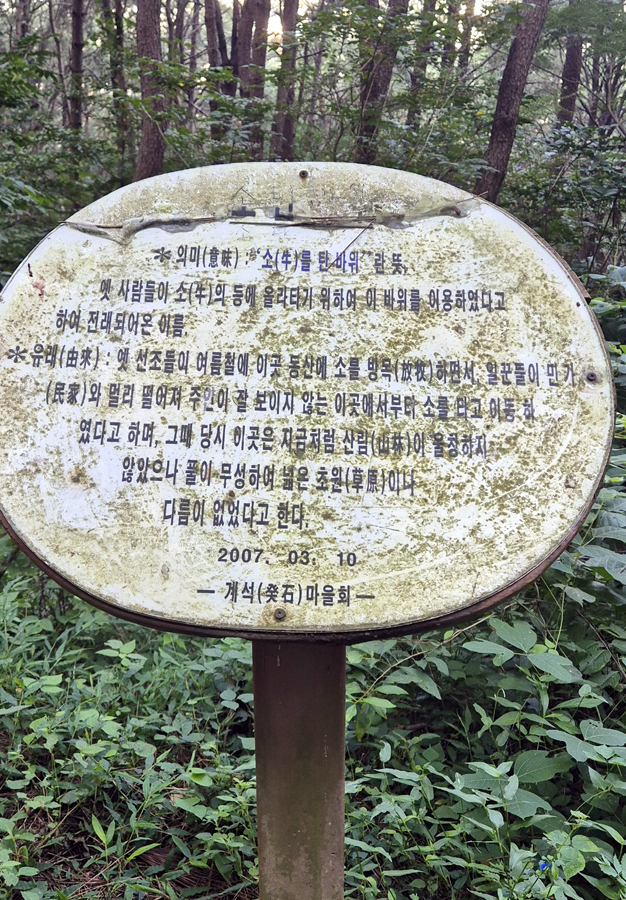 ✻ 의미(意味) : “소(牛)를 탄 바위” 란 뜻,
옛 사람들이 소(牛)의 등에 올라타기 위하여 이 바위를 이용하였다고
하여 전래되어온 이름.
✻ 유래(由來) : 옛 선조들이 여름철에 이곳 동산에 소를 방목(放牧)하면서, 일꾼들이 민가
(民家)와 멀리 떨어져 주인이 잘 보이지 않는 이곳에서부터 소를 타고 이동 하
였다고 하며, 그때 당시 이곳은 지금처럼 산림(山林)이 울창하지
않았으나 풀이 무성하여 넓은 초원(草原)이나
다름이 없었다고 한다.
2007. 03. 10
— 계석(癸石)마을회 —